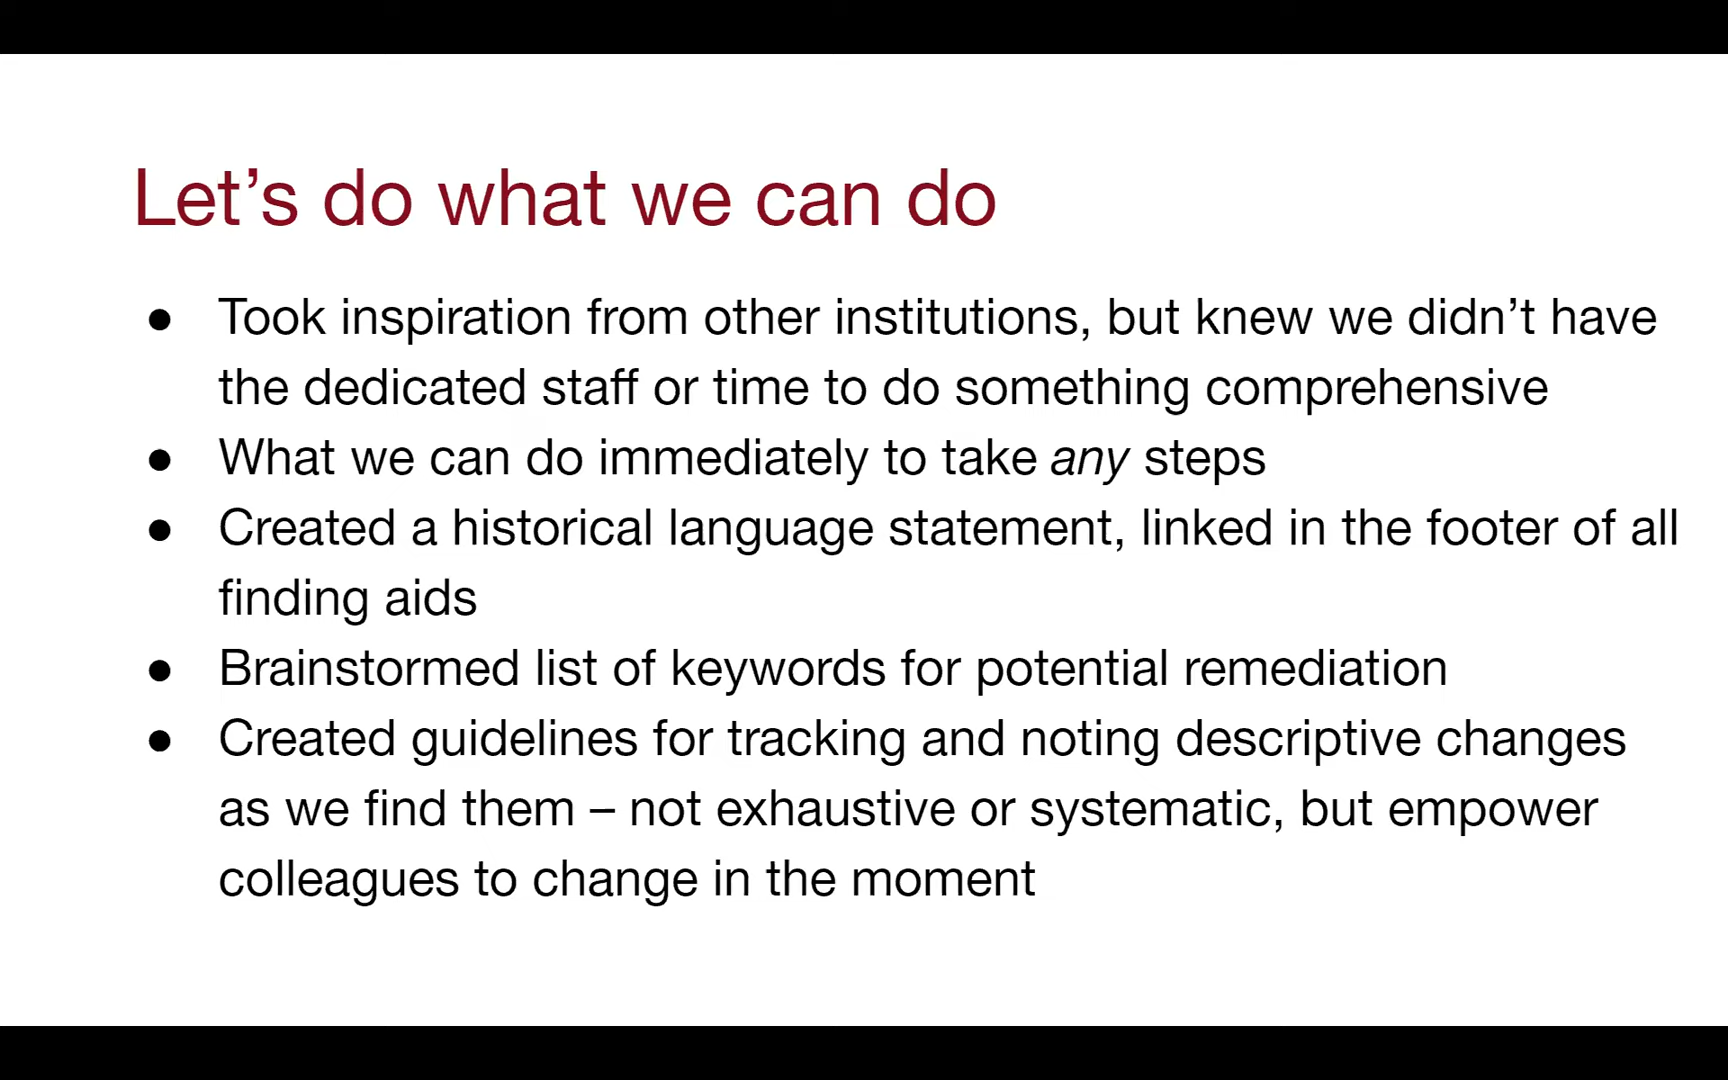 Let’s do what we can do
● Took inspiration from other institutions, but knew we didn’t have
the dedicated staff or time to do something comprehensive
● What we can do immediately to take any steps
● Created a historical language statement, linked in the footer of all
finding aids
● Brainstormed list of keywords for potential remediation
● Created guidelines for tracking and noting descriptive changes
as we find them – not exhaustive or systematic, but empower
colleagues to change in the moment